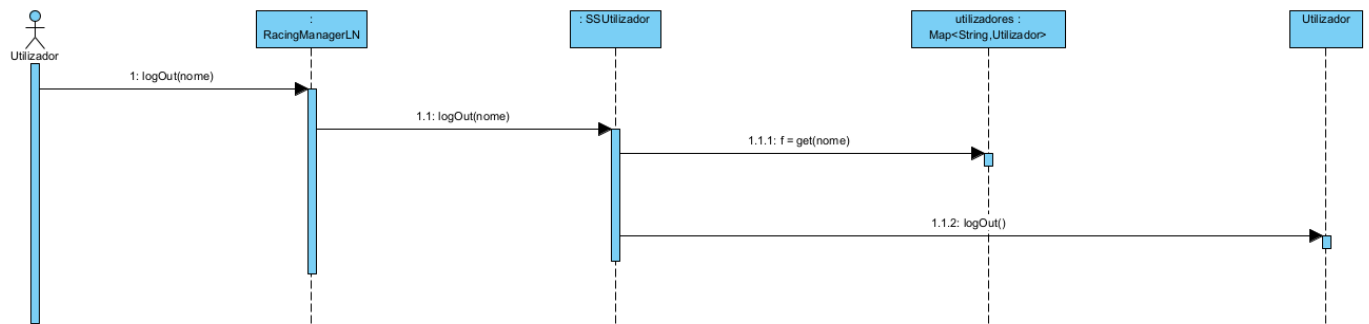 :
RacingManagerLN
: SSUtilizador
utilizadores :
Map<String,Utilizador>
Utilizador
Utilizador
1: logOut(nome)
1.1: logOut(nome)
1.1.1: f = get(nome)
1.1.2: logOut()